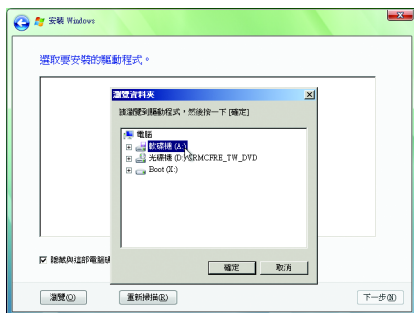 安裝 Windows
選取要安裝的驅動程式。
瀏覽資料夾
請瀏覽到驅動程式，然後按一下 [確定]
電腦
軟碟機 (A:)
光碟機 (D:) GRMCFRE_TW_DVD
Boot (X:)
確定
取消
隱藏與這部電腦硬
瀏覽(O)
重新掃描(R)
下一步(N)